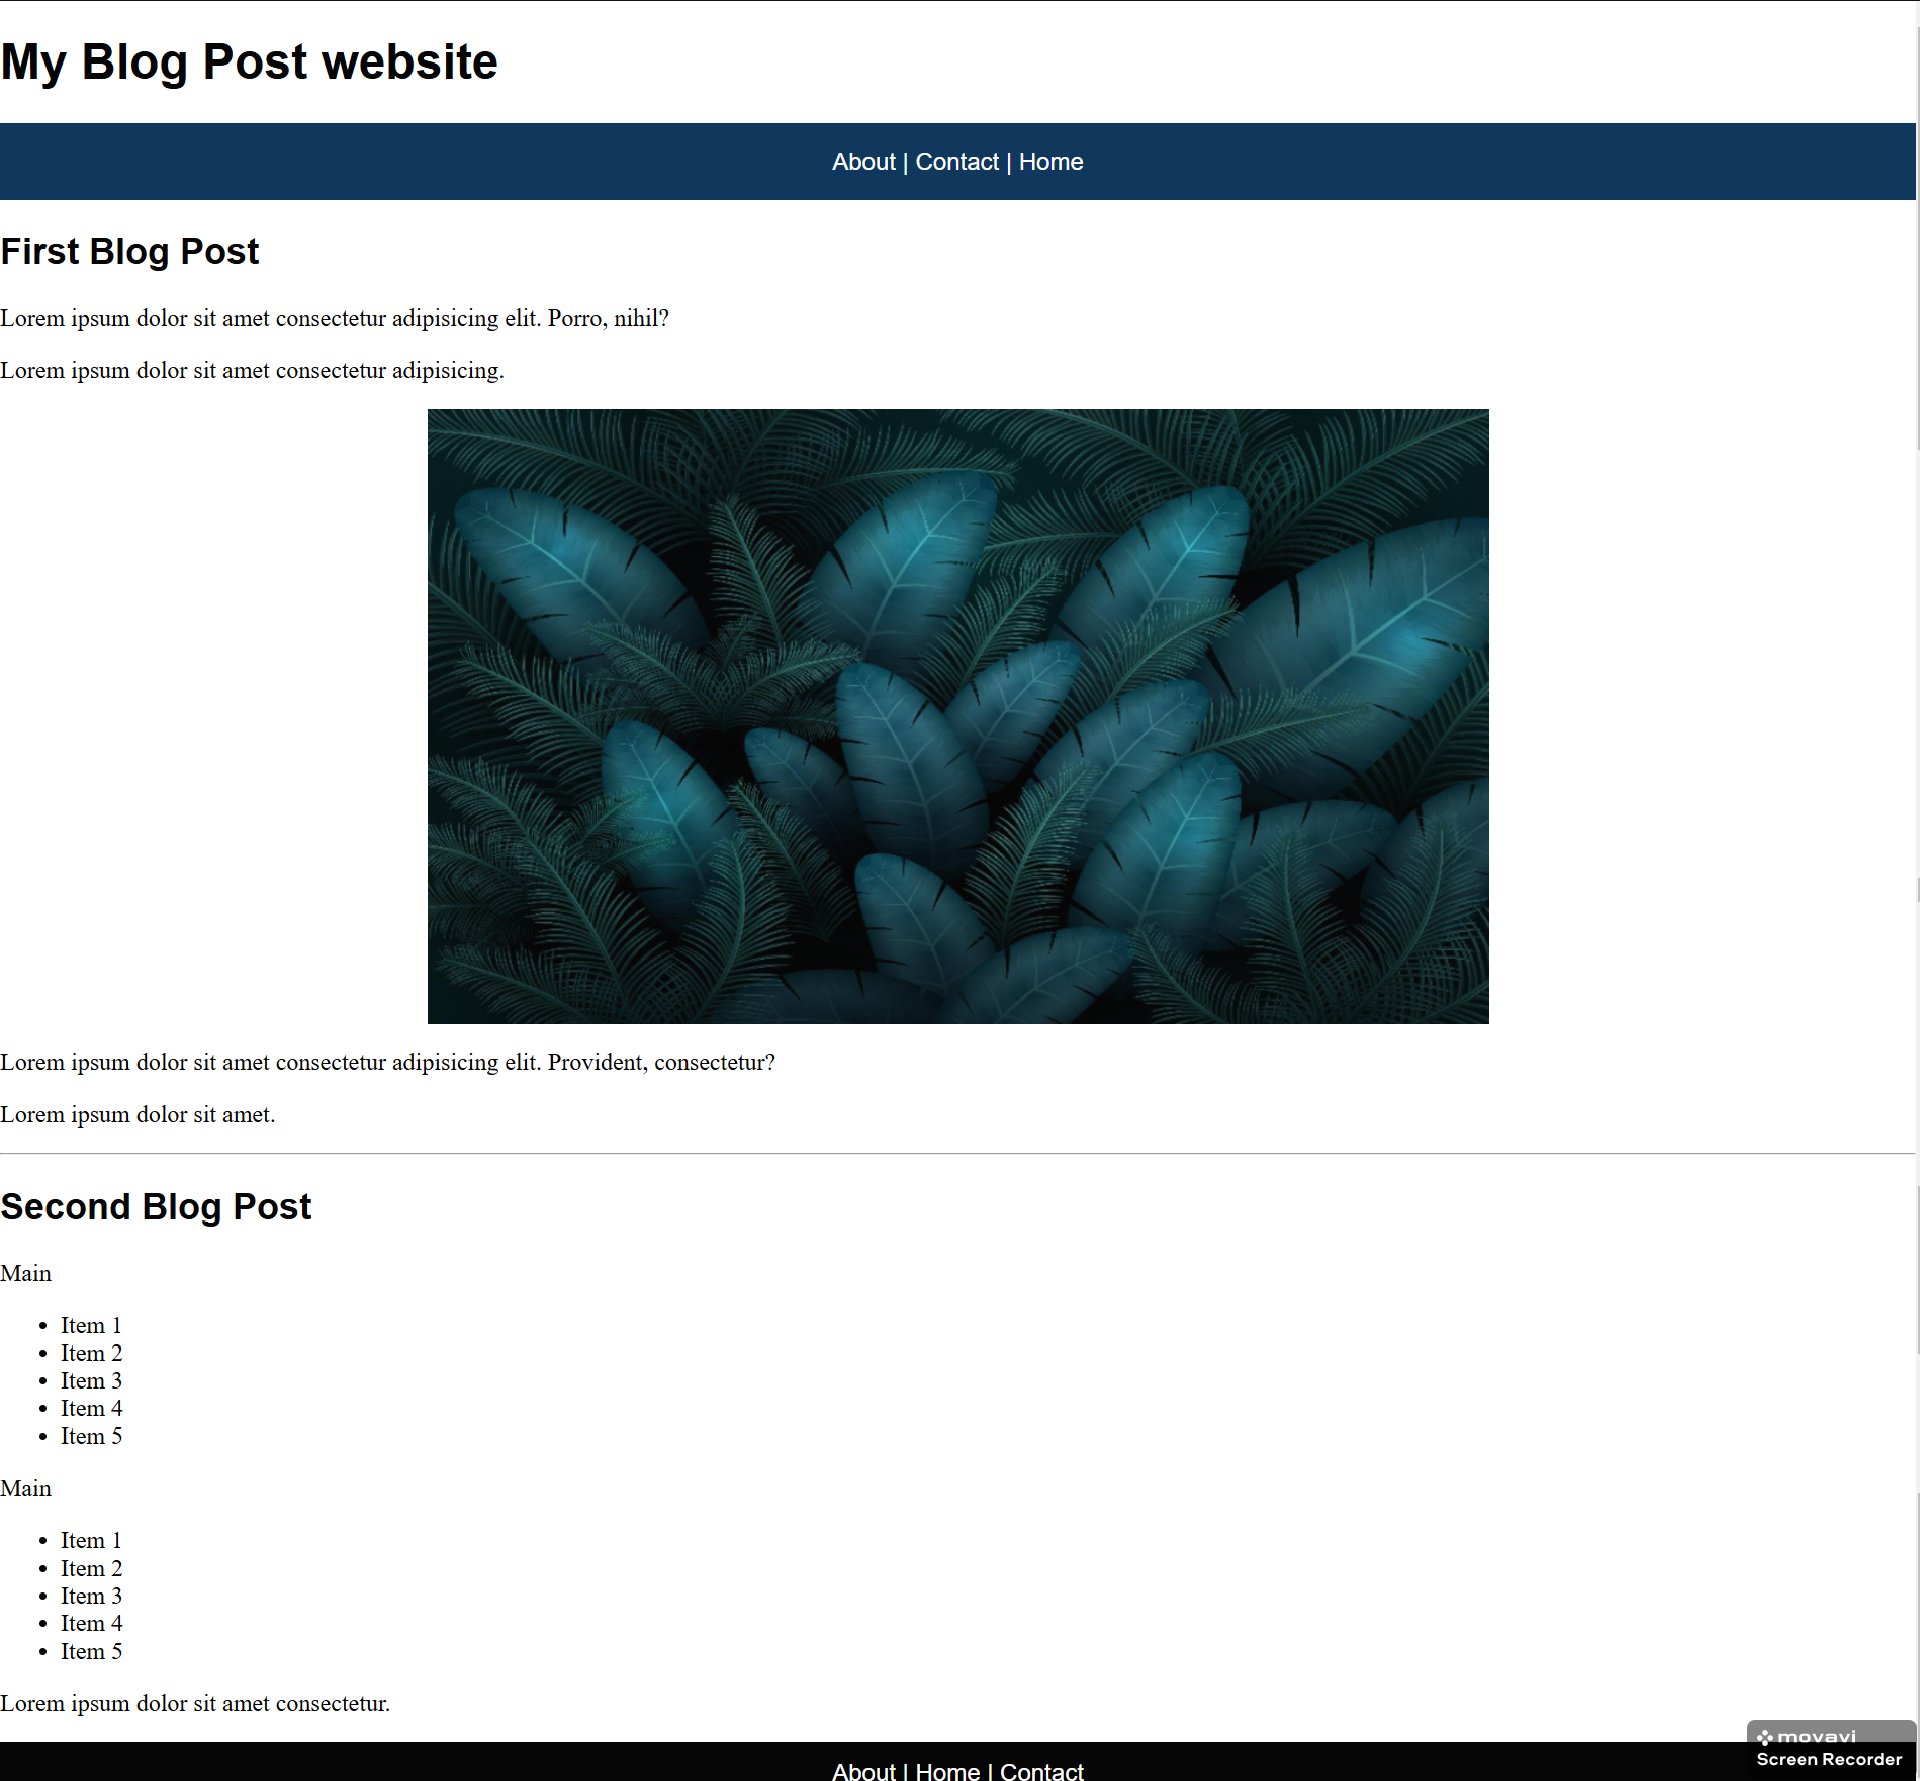 My Blog Post website
About | Contact | Home
First Blog Post
Lorem ipsum dolor sit amet consectetur adipisicing elit. Porro, nihil?
Lorem ipsum dolor sit amet consectetur adipisicing.
Lorem ipsum dolor sit amet consectetur adipisicing elit. Provident, consectetur?
Lorem ipsum dolor sit amet.
Second Blog Post
Main
Item 1
Item 2
Item 3
Item 4
Item 5
Main
Item 1
Item 2
Item 3
Item 4
Item 5
Lorem ipsum dolor sit amet consectetur.
movavi
Screen Recorder
About | Home | Contact